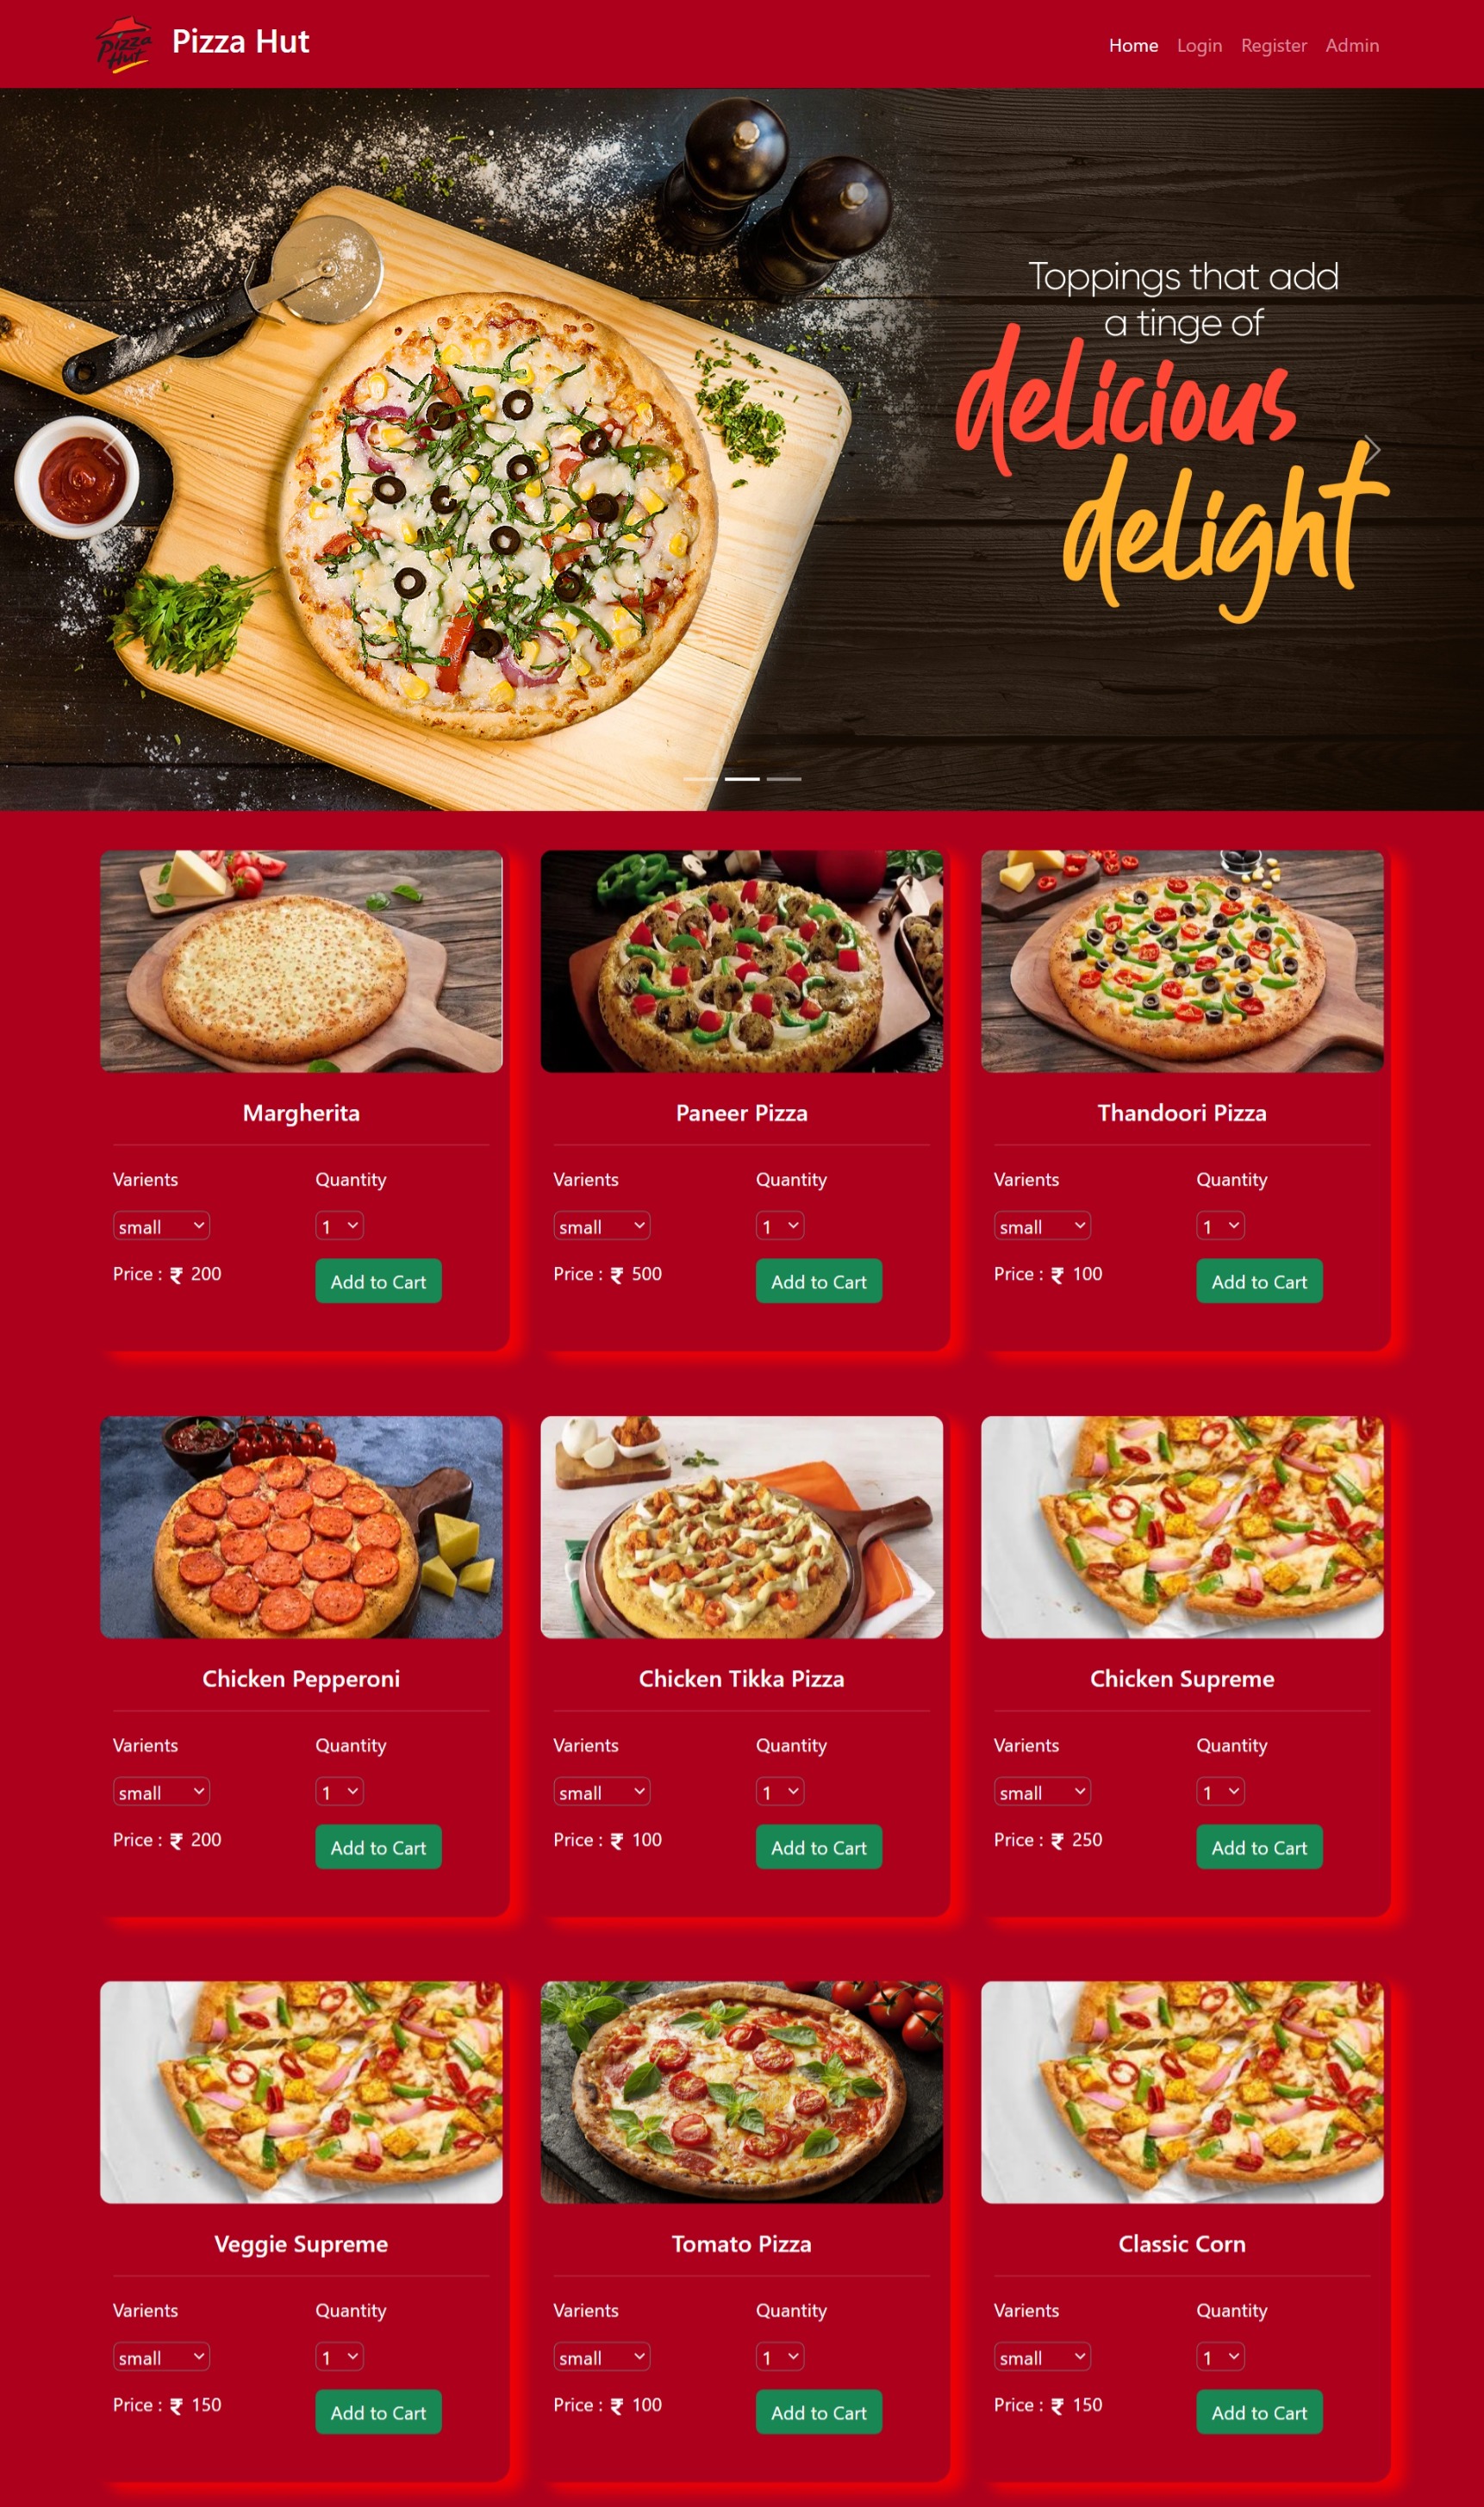 Pizza Hut
Pizza Hut
Home Login Register Admin
Toppings that add
a tinge of
delicious
delight
Margherita
Varients Quantity
small 1
Price : ₹ 200 Add to Cart
Paneer Pizza
Varients Quantity
small 1
Price : ₹ 500 Add to Cart
Thandoori Pizza
Varients Quantity
small 1
Price : ₹ 100 Add to Cart
Chicken Pepperoni
Varients Quantity
small 1
Price : ₹ 200 Add to Cart
Chicken Tikka Pizza
Varients Quantity
small 1
Price : ₹ 100 Add to Cart
Chicken Supreme
Varients Quantity
small 1
Price : ₹ 250 Add to Cart
Veggie Supreme
Varients Quantity
small 1
Price : ₹ 150 Add to Cart
Tomato Pizza
Varients Quantity
small 1
Price : ₹ 100 Add to Cart
Classic Corn
Varients Quantity
small 1
Price : ₹ 150 Add to Cart